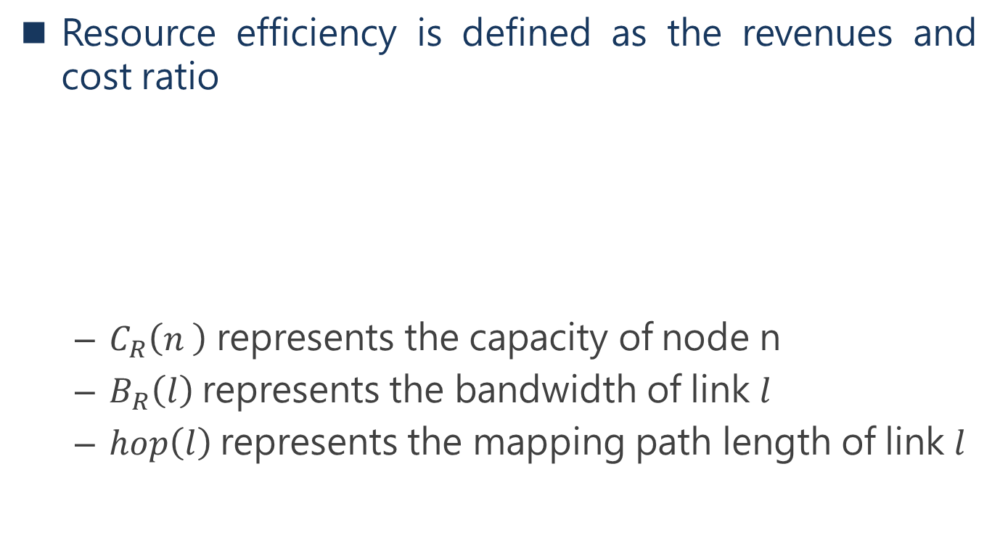 ■ Resource efficiency is defined as the revenues and
cost ratio
– C_R(n ) represents the capacity of node n
– B_R(l) represents the bandwidth of link l
– hop(l) represents the mapping path length of link l